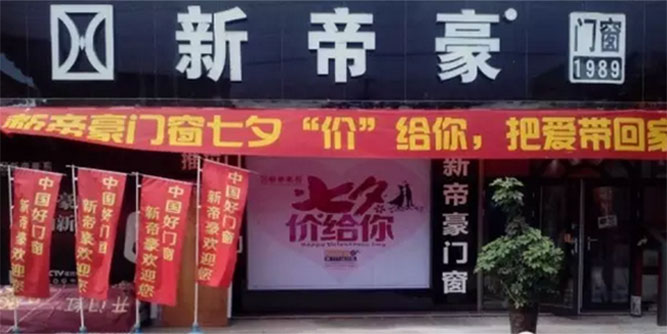 新帝豪
门窗
1989
新帝豪门窗七夕“价”给你，把爱带回家
中国好门窗
新帝豪欢迎您
中国好门窗
新帝豪欢迎您
中国好门窗
新帝豪欢迎您
中国好门窗
新帝豪欢迎您
七夕
价给你
新帝豪门窗
开门红